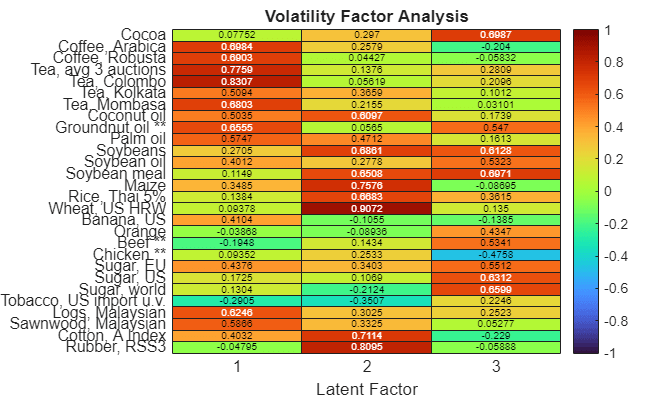 Volatility Factor Analysis
Cocoa 0.07752 0.297 0.6987
Coffee, Arabica 0.6984 0.2579 -0.204
Coffee, Robusta 0.6903 0.04427 -0.05832
Tea, avg 3 auctions 0.7759 0.1376 0.2809
Tea, Colombo 0.8307 0.05619 0.2096
Tea, Kolkata 0.5094 0.3659 0.1012
Tea, Mombasa 0.6803 0.2155 0.03101
Coconut oil 0.5035 0.6097 0.1739
Groundnut oil ** 0.6555 0.0565 0.547
Palm oil 0.5747 0.4712 0.1613
Soybeans 0.2705 0.6861 0.6128
Soybean oil 0.4012 0.2778 0.5323
Soybean meal 0.1149 0.6508 0.6971
Maize 0.3485 0.7576 -0.08695
Rice, Thai 5% 0.1384 0.6683 0.3615
Wheat, US HRW 0.09378 0.9072 0.135
Banana, US 0.4104 -0.1055 -0.1385
Orange -0.03868 -0.08936 0.4347
Beef ** -0.1948 0.1434 0.5341
Chicken ** 0.09352 0.2533 -0.4758
Sugar, EU 0.4376 0.3403 0.5512
Sugar, US 0.1725 0.1069 0.6312
Sugar, world 0.1304 -0.2124 0.6599
Tobacco, US import u.v. -0.2905 -0.3507 0.2246
Logs, Malaysian 0.6246 0.3025 0.2523
Sawnwood, Malaysian 0.5866 0.3325 0.05277
Cotton, A Index 0.4032 0.7114 -0.229
Rubber, RSS3 -0.04795 0.8095 -0.05888
1 2 3
Latent Factor
1
0.8
0.6
0.4
0.2
0
-0.2
-0.4
-0.6
-0.8
-1